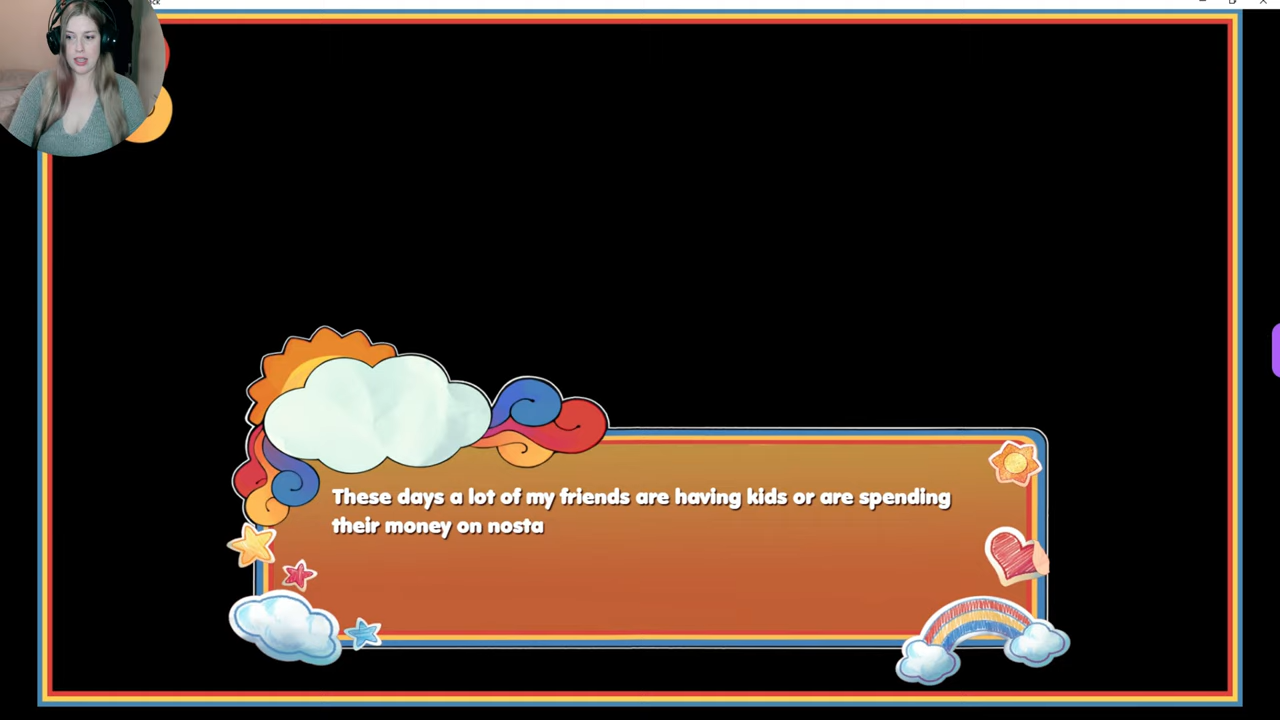 These days a lot of my friends are having kids or are spending
their money on nosta